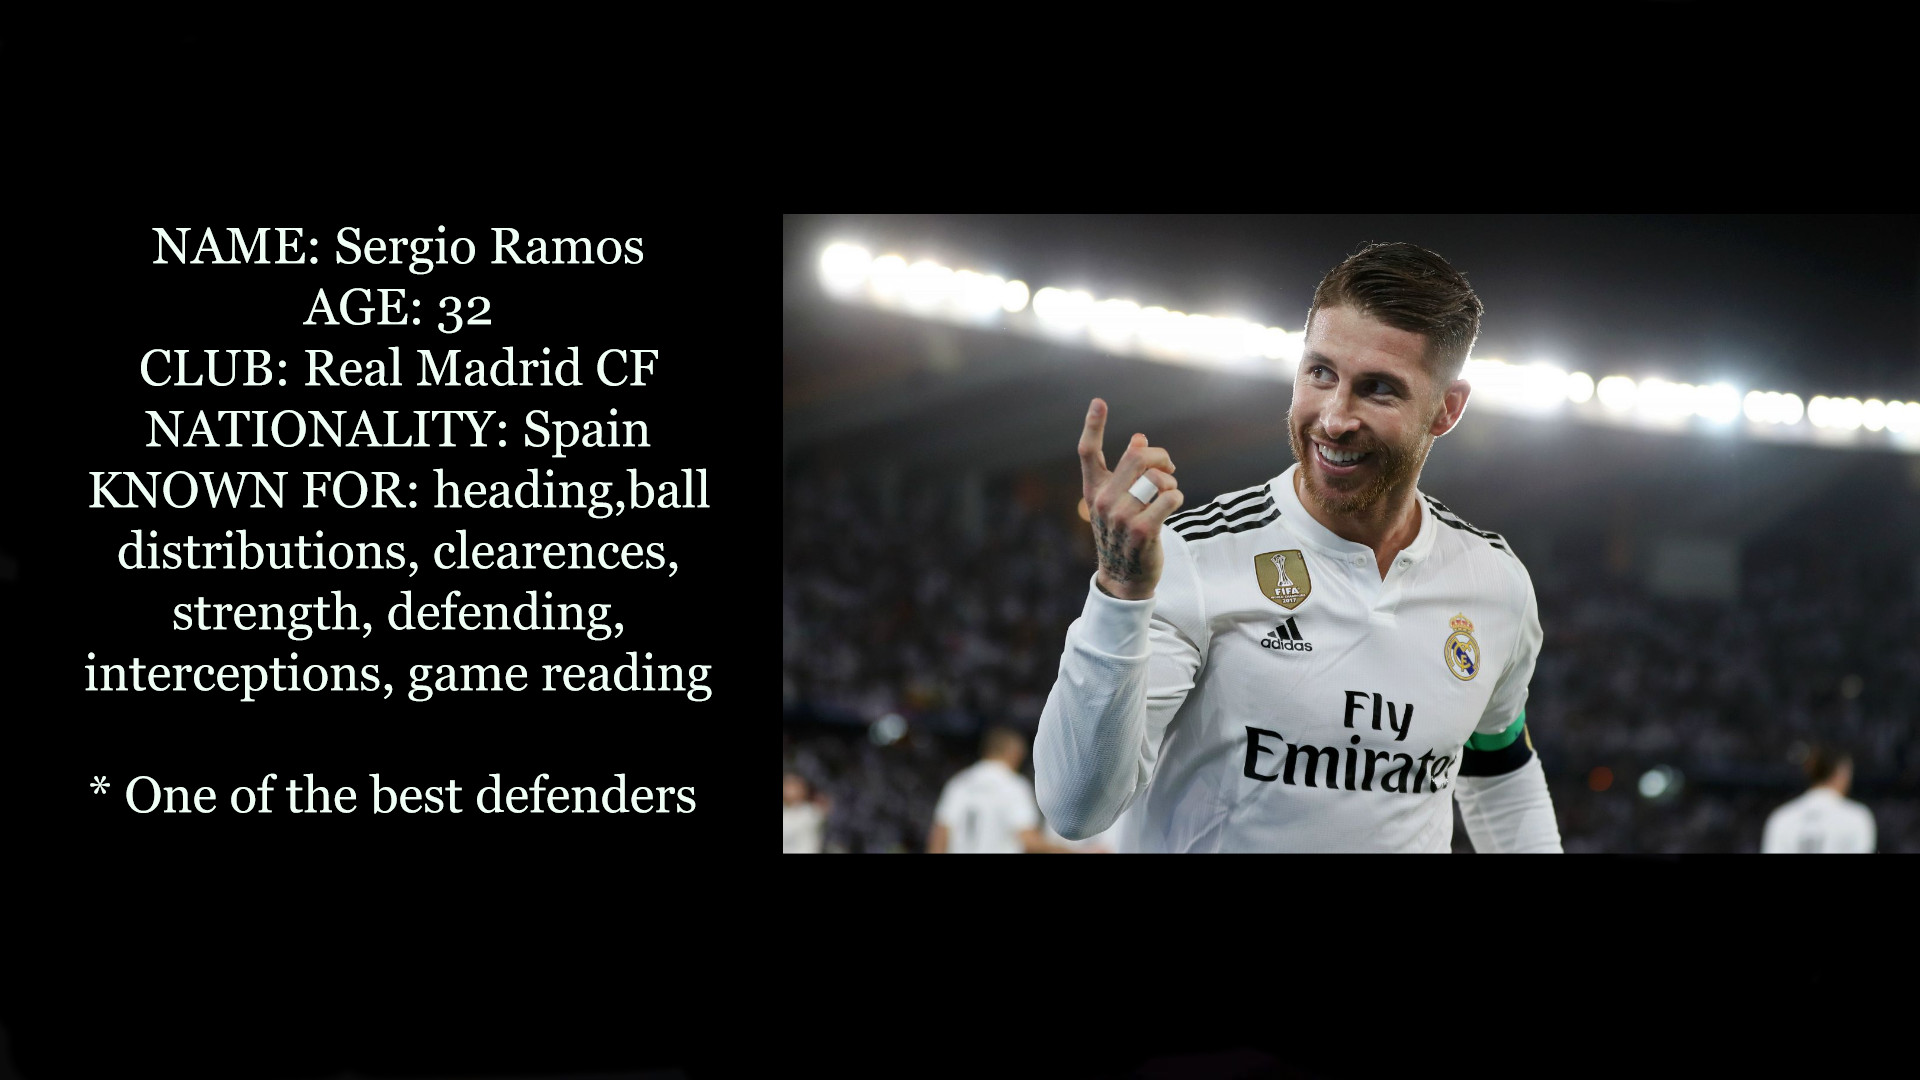 NAME: Sergio Ramos
AGE: 32
CLUB: Real Madrid CF
NATIONALITY: Spain
KNOWN FOR: heading,ball
distributions, clearences,
strength, defending,
interceptions, game reading
* One of the best defenders
FIFA
2017
adidas
Fly
Emirates